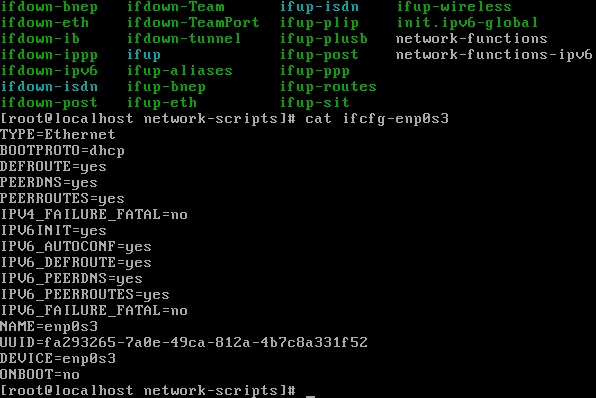 ifdown-bnep ifdown-Team ifup-isdn ifup-wireless
ifdown-eth ifdown-TeamPort ifup-plip init.ipv6-global
ifdown-ib ifdown-tunnel ifup-plusb network-functions
ifdown-ippp ifup ifup-post network-functions-ipv6
ifdown-ipv6 ifup-aliases ifup-ppp
ifdown-isdn ifup-bnep ifup-routes
ifdown-post ifup-eth ifup-sit
[root@localhost network-scripts]# cat ifcfg-enp0s3
TYPE=Ethernet
BOOTPROTO=dhcp
DEFROUTE=yes
PEERDNS=yes
PEERROUTES=yes
IPV4_FAILURE_FATAL=no
IPV6INIT=yes
IPV6_AUTOCONF=yes
IPV6_DEFROUTE=yes
IPV6_PEERDNS=yes
IPV6_PEERROUTES=yes
IPV6_FAILURE_FATAL=no
NAME=enp0s3
UUID=fa293265-7a0e-49ca-812a-4b7c8a331f52
DEVICE=enp0s3
ONBOOT=no
[root@localhost network-scripts]# _